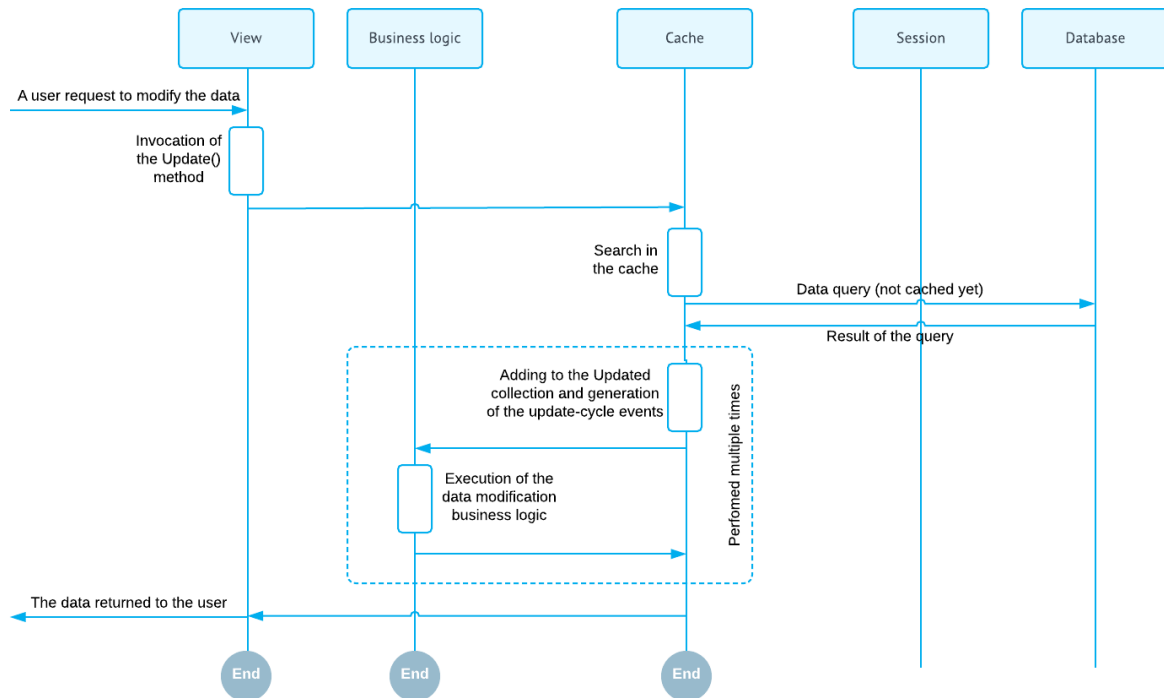 View
Business logic
Cache
Session
Database
A user request to modify the data
Invocation of
the Update()
method
Search in
the cache
Data query (not cached yet)
Result of the query
Adding to the Updated
collection and generation
of the update-cycle events
Perfomed multiple times
Execution of the
data modification
business logic
The data returned to the user
End
End
End